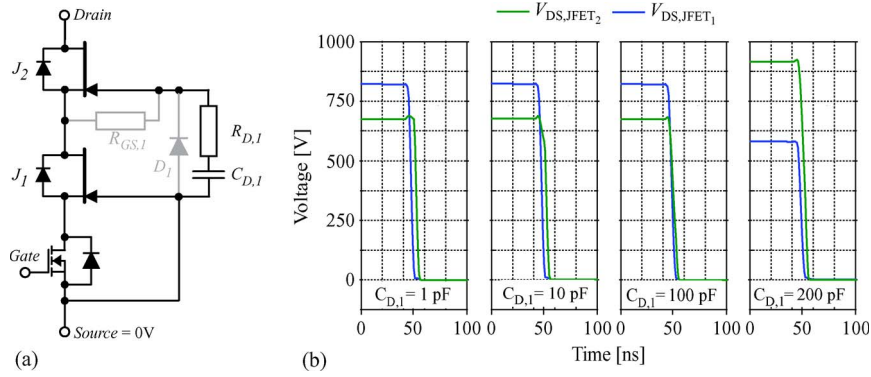 Drain
J2
RGS,1
D1
RD,1
CD,1
J1
Gate
Source = 0V
(a)
VDS,JFET2 VDS,JFET1
Voltage [V]
1000
750
500
250
0
CD,1= 1 pF
CD,1= 10 pF
CD,1= 100 pF
CD,1= 200 pF
0 50 100 0 50 100 0 50 100 0 50 100
Time [ns]
(b)